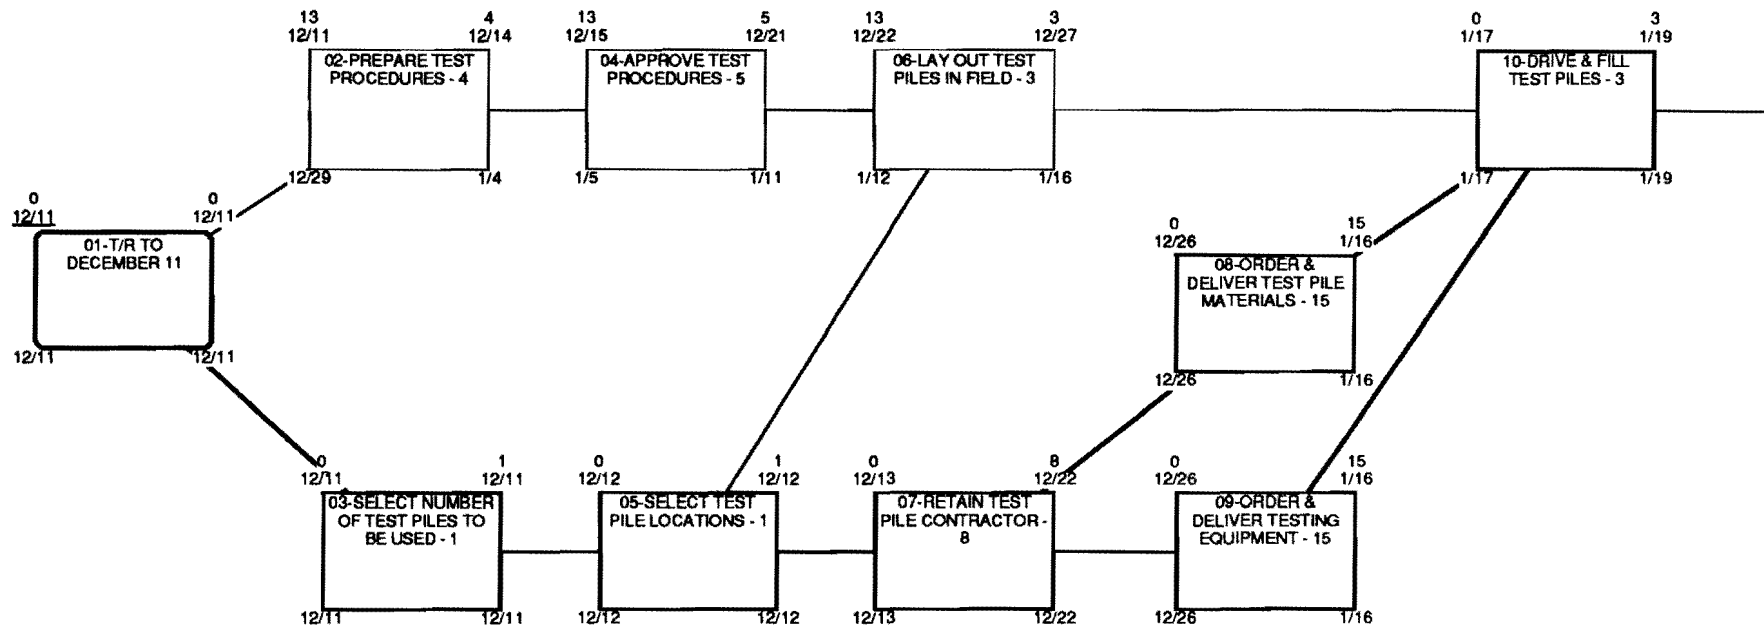 13 4 13 5 13 3 0 3
12/11 12/14 12/15 12/21 12/22 12/27 1/17 1/19
02-PREPARE TEST
PROCEDURES - 4
04-APPROVE TEST
PROCEDURES - 5
06-LAY OUT TEST
PILES IN FIELD - 3
10-DRIVE & FILL
TEST PILES - 3
12/29 1/4 1/5 1/11 1/12 1/16 1/17 1/19
0 0
12/11 12/11
01-T/R TO
DECEMBER 11
12/11 12/11
0 15
12/26 1/16
08-ORDER &
DELIVER TEST PILE
MATERIALS - 15
12/26 1/16
0 1 0 1 0 8 0 15
12/11 12/11 12/12 12/12 12/13 12/22 12/26 1/16
03-SELECT NUMBER
OF TEST PILES TO
BE USED - 1
05-SELECT TEST
PILE LOCATIONS - 1
07-RETAIN TEST
PILE CONTRACTOR -
8
09-ORDER &
DELIVER TESTING
EQUIPMENT - 15
12/11 12/11 12/12 12/12 12/13 12/22 12/26 1/16